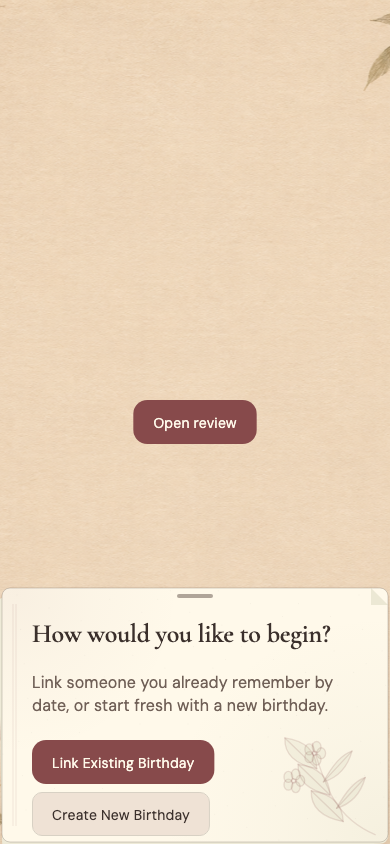 Open review
How would you like to begin?
Link someone you already remember by
date, or start fresh with a new birthday.
Link Existing Birthday
Create New Birthday